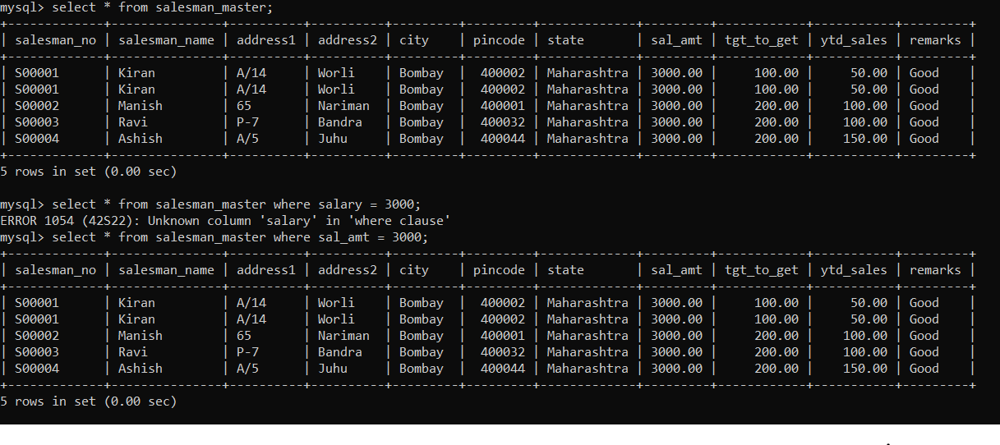 mysql> select * from salesman_master;
+-------------+---------------+----------+----------+---------+----------+-------------+---------+------------+-----------+---------+
| salesman_no | salesman_name | address1 | address2 | city    | pincode | state       | sal_amt | tgt_to_get | ytd_sales | remarks |
+-------------+---------------+----------+----------+---------+----------+-------------+---------+------------+-----------+---------+
| S00001      | Kiran         | A/14     | Worli    | Bombay  |  400002 | Maharashtra | 3000.00 |     100.00 |     50.00 | Good    |
| S00001      | Kiran         | A/14     | Worli    | Bombay  |  400002 | Maharashtra | 3000.00 |     100.00 |     50.00 | Good    |
| S00002      | Manish        | 65       | Nariman  | Bombay  |  400001 | Maharashtra | 3000.00 |     200.00 |    100.00 | Good    |
| S00003      | Ravi          | P-7      | Bandra   | Bombay  |  400032 | Maharashtra | 3000.00 |     200.00 |    100.00 | Good    |
| S00004      | Ashish        | A/5      | Juhu     | Bombay  |  400044 | Maharashtra | 3000.00 |     200.00 |    150.00 | Good    |
+-------------+---------------+----------+----------+---------+----------+-------------+---------+------------+-----------+---------+
5 rows in set (0.00 sec)
mysql> select * from salesman_master where salary = 3000;
ERROR 1054 (42S22): Unknown column 'salary' in 'where clause'
mysql> select * from salesman_master where sal_amt = 3000;
+-------------+---------------+----------+----------+---------+----------+-------------+---------+------------+-----------+---------+
| salesman_no | salesman_name | address1 | address2 | city    | pincode | state       | sal_amt | tgt_to_get | ytd_sales | remarks |
+-------------+---------------+----------+----------+---------+----------+-------------+---------+------------+-----------+---------+
| S00001      | Kiran         | A/14     | Worli    | Bombay  |  400002 | Maharashtra | 3000.00 |     100.00 |     50.00 | Good    |
| S00001      | Kiran         | A/14     | Worli    | Bombay  |  400002 | Maharashtra | 3000.00 |     100.00 |     50.00 | Good    |
| S00002      | Manish        | 65       | Nariman  | Bombay  |  400001 | Maharashtra | 3000.00 |     200.00 |    100.00 | Good    |
| S00003      | Ravi          | P-7      | Bandra   | Bombay  |  400032 | Maharashtra | 3000.00 |     200.00 |    100.00 | Good    |
| S00004      | Ashish        | A/5      | Juhu     | Bombay  |  400044 | Maharashtra | 3000.00 |     200.00 |    150.00 | Good    |
+-------------+---------------+----------+----------+---------+----------+-------------+---------+------------+-----------+---------+
5 rows in set (0.00 sec)